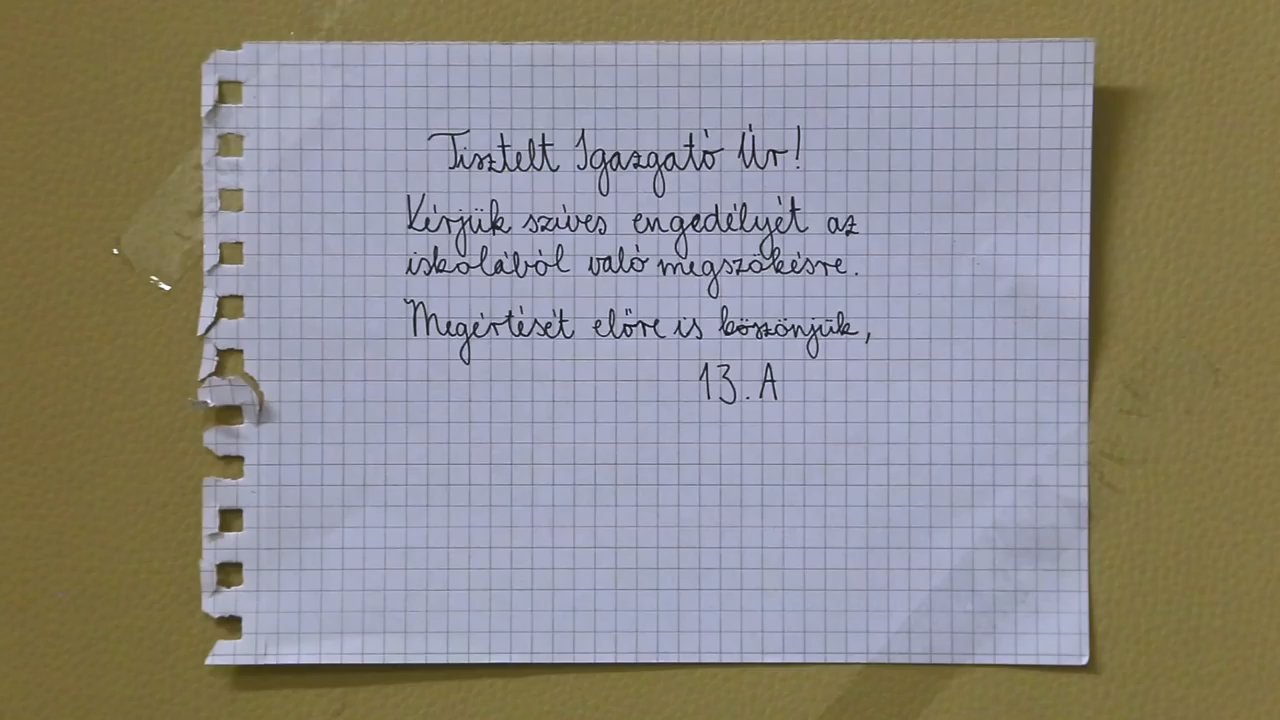 Tisztelt Igazgató Úr!
Kérjük szíves engedélyét az
iskolából való megszökésre.
Megértését előre is köszönjük,
13. A